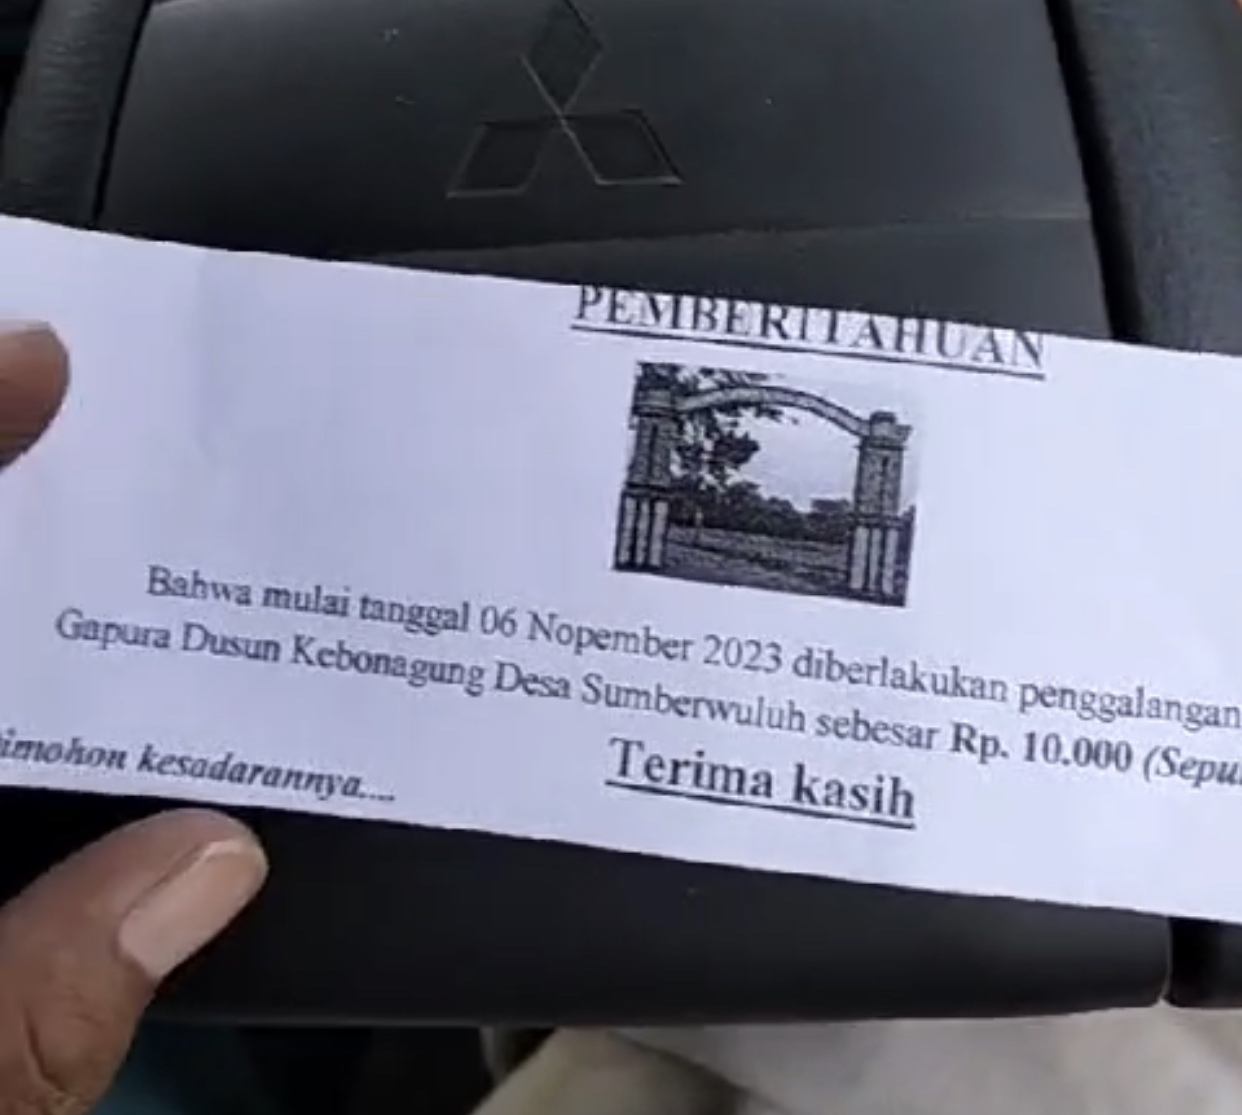 PEMBERITAHUAN
Bahwa mulai tanggal 06 Nopember 2023 diberlakukan penggalangan
Gapura Dusun Kebonagung Desa Sumberwuluh sebesar Rp. 10.000 (Sepu
imohon kesadarannya....
Terima kasih